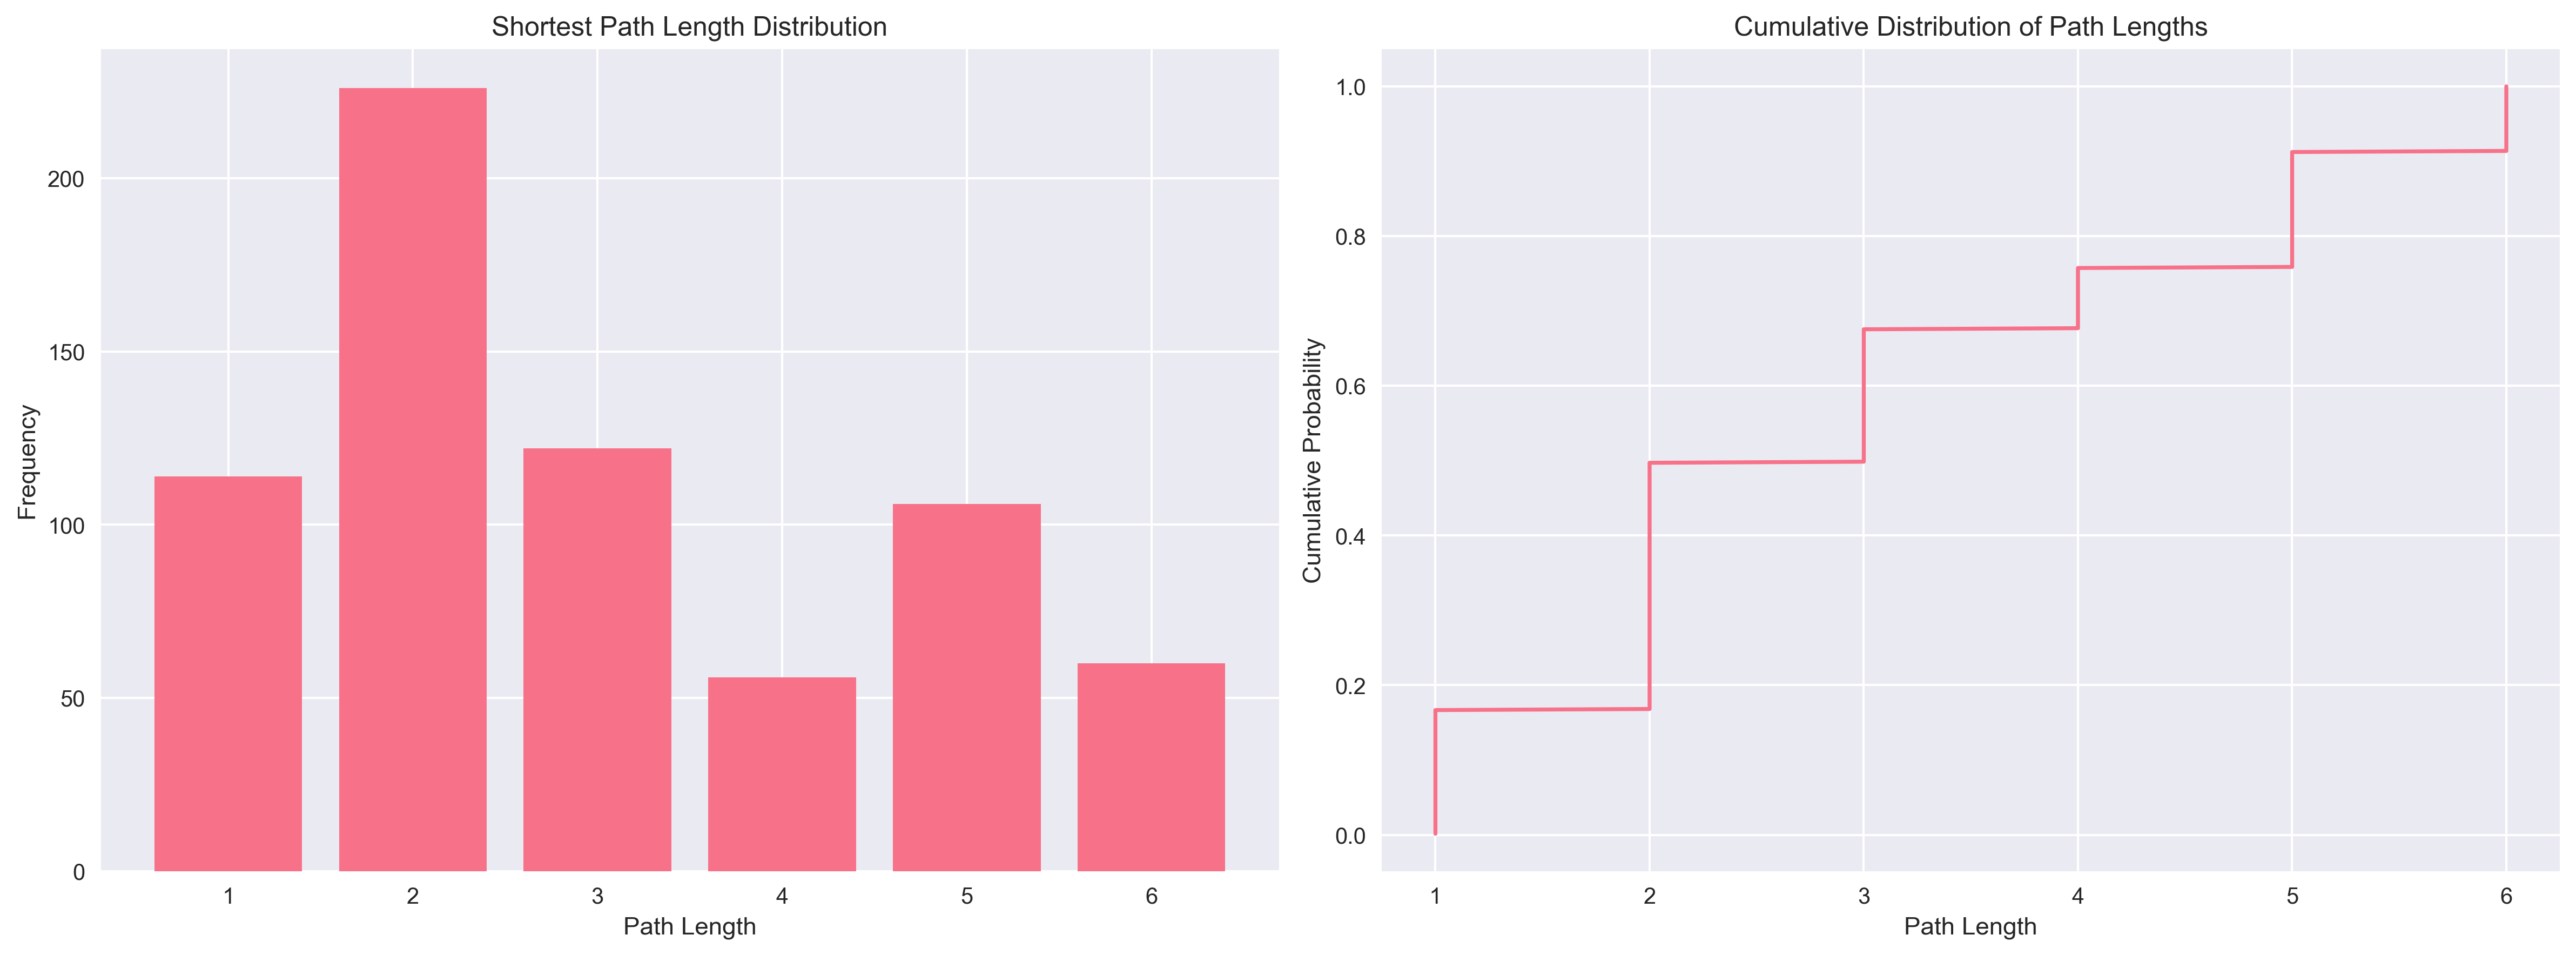 Shortest Path Length Distribution
Frequency
200
150
100
50
0
1 2 3 4 5 6
Path Length
Cumulative Distribution of Path Lengths
Cumulative Probability
1.0
0.8
0.6
0.4
0.2
0.0
1 2 3 4 5 6
Path Length